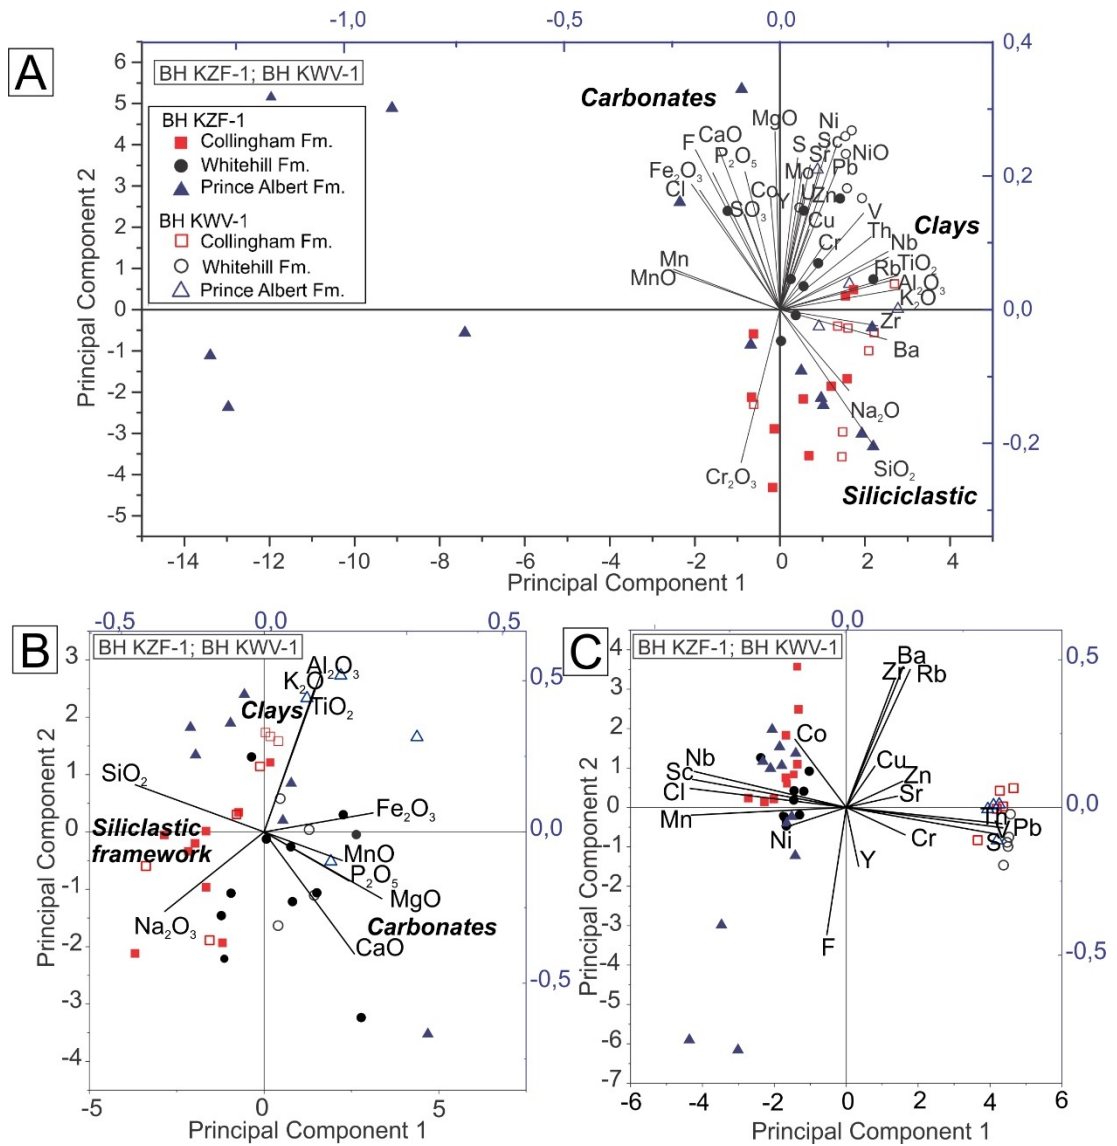 A
-1,0
-0,5
0,0
0,4
0,2
0,0
-0,2
6
5
4
3
2
1
0
-1
-2
-3
-4
-5
Principal Component 2
BH KZF-1; BH KWV-1
BH KZF-1
Collingham Fm.
Whitehill Fm.
Prince Albert Fm.
BH KWV-1
Collingham Fm.
Whitehill Fm.
Prince Albert Fm.
Carbonates
MgO
Ni
CaO
F
S
Sc
P₂O₅
Sr
NiO
Fe₂O₃
Mo
Pb
Cl
Co
U
Zn
SO₃
Y
Cu
V
Clays
Th
Cr
Nb
Mn
TiO₂
MnO
Rb
Al₂O₃
K₂O
Zr
Ba
Na₂O
Cr₂O₃
SiO₂
Siliciclastic
-14
-12
-10
-8
-6
-4
-2
0
2
4
Principal Component 1
B
-0,5
0,0
0,5
BH KZF-1; BH KWV-1
3
2
1
0
-1
-2
-3
-4
Principal Component 2
0,5
0,0
-0,5
Al₂O₃
K₂O
Clays
TiO₂
SiO₂
Fe₂O₃
Siliclastic
framework
MnO
P₂O₅
MgO
Na₂O₃
Carbonates
CaO
-5
0
5
Principal Component 1
C
0,0
BH KZF-1; BH KWV-1
4
3
2
1
0
-1
-2
-3
-4
-5
-6
-7
Principal Component 2
0,5
0,0
-0,5
Ba
Zr
Rb
Co
Nb
Cu
Sc
Zn
Cl
Sr
Mn
U
Pb
V
Ni
Cr
S
Y
F
-6
-4
-2
0
2
4
6
Principal Component 1